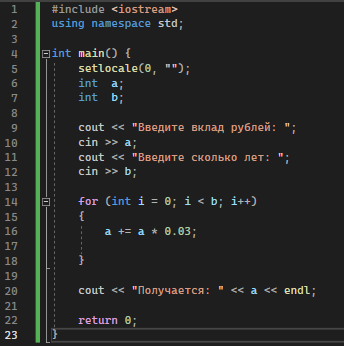 1 #include <iostream>
2 using namespace std;
3
4 int main() {
5 setlocale(0, "");
6 int a;
7 int b;
8
9 cout << "Введите вклад рублей: ";
10 cin >> a;
11 cout << "Введите сколько лет: ";
12 cin >> b;
13
14 for (int i = 0; i < b; i++)
15 {
16 a += a * 0.03;
17
18 }
19
20 cout << "Получается: " << a << endl;
21
22 return 0;
23 }